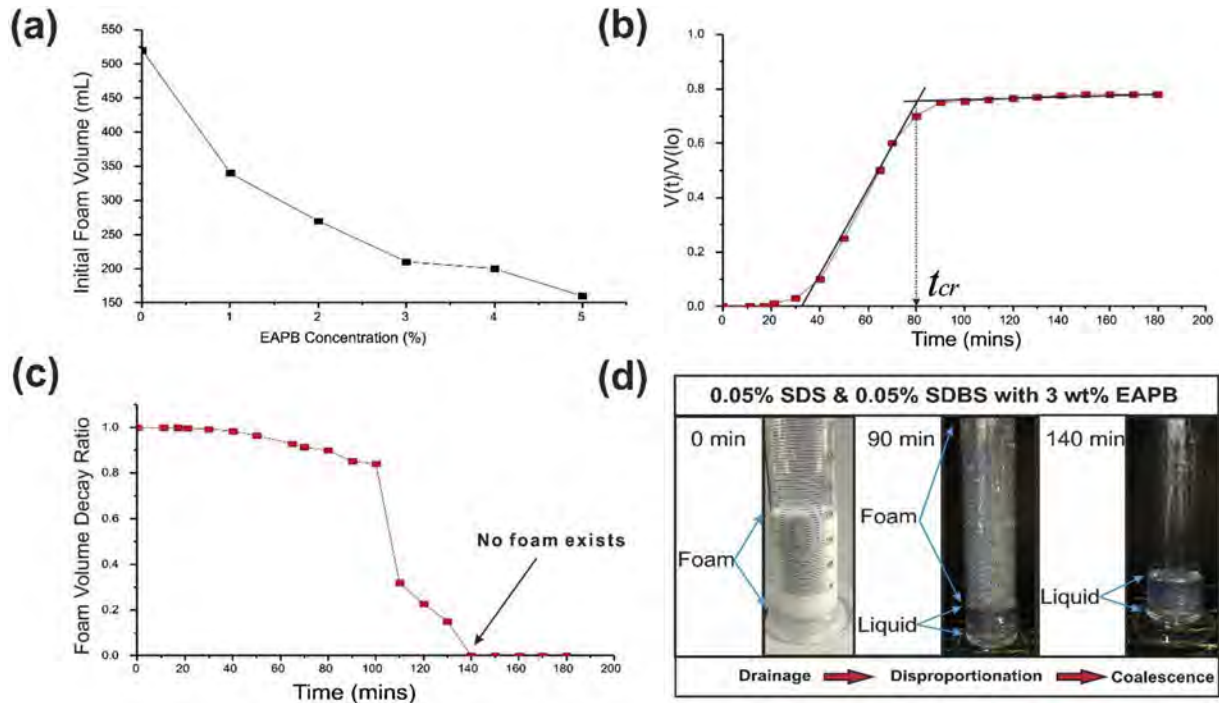 (a)
Initial Foam Volume (mL)
550
500
450
400
350
300
250
200
150
0
1
2
3
4
5
EAPB Concentration (%)
(b)
V(t)/V(lo)
1.0
0.8
0.6
0.4
0.2
0.0
0
20
40
60
80
100
120
140
160
180
200
tcr
Time (mins)
(c)
Foam Volume Decay Ratio
1.0
0.8
0.6
0.4
0.2
0.0
0
20
40
60
80
100
120
140
160
180
200
No foam exists
Time (mins)
(d)
0.05% SDS & 0.05% SDBS with 3 wt% EAPB
0 min
90 min
140 min
Foam
Foam
Liquid
Liquid
Drainage
Disproportionation
Coalescence